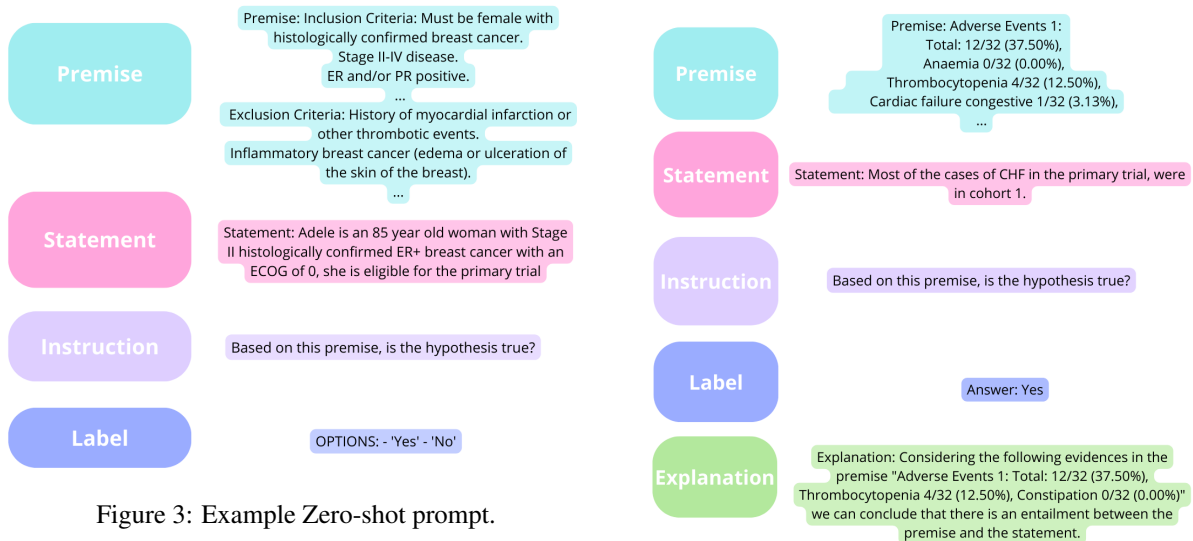 Premise
Premise: Inclusion Criteria: Must be female with
histologically confirmed breast cancer.
Stage II-IV disease.
ER and/or PR positive.
...
Exclusion Criteria: History of myocardial infarction or
other thrombotic events.
Inflammatory breast cancer (edema or ulceration of
the skin of the breast).
...
Statement
Statement: Adele is an 85 year old woman with Stage
II histologically confirmed ER+ breast cancer with an
ECOG of 0, she is eligible for the primary trial
Instruction
Based on this premise, is the hypothesis true?
Label
OPTIONS: - 'Yes' - 'No'
Figure 3: Example Zero-shot prompt.
Premise
Premise: Adverse Events 1:
Total: 12/32 (37.50%),
Anaemia 0/32 (0.00%),
Thrombocytopenia 4/32 (12.50%),
Cardiac failure congestive 1/32 (3.13%),
...
Statement
Statement: Most of the cases of CHF in the primary trial, were
in cohort 1.
Instruction
Based on this premise, is the hypothesis true?
Label
Answer: Yes
Explanation
Explanation: Considering the following evidences in the
premise "Adverse Events 1: Total: 12/32 (37.50%),
Thrombocytopenia 4/32 (12.50%), Constipation 0/32 (0.00%)"
we can conclude that there is an entailment between the
premise and the statement.